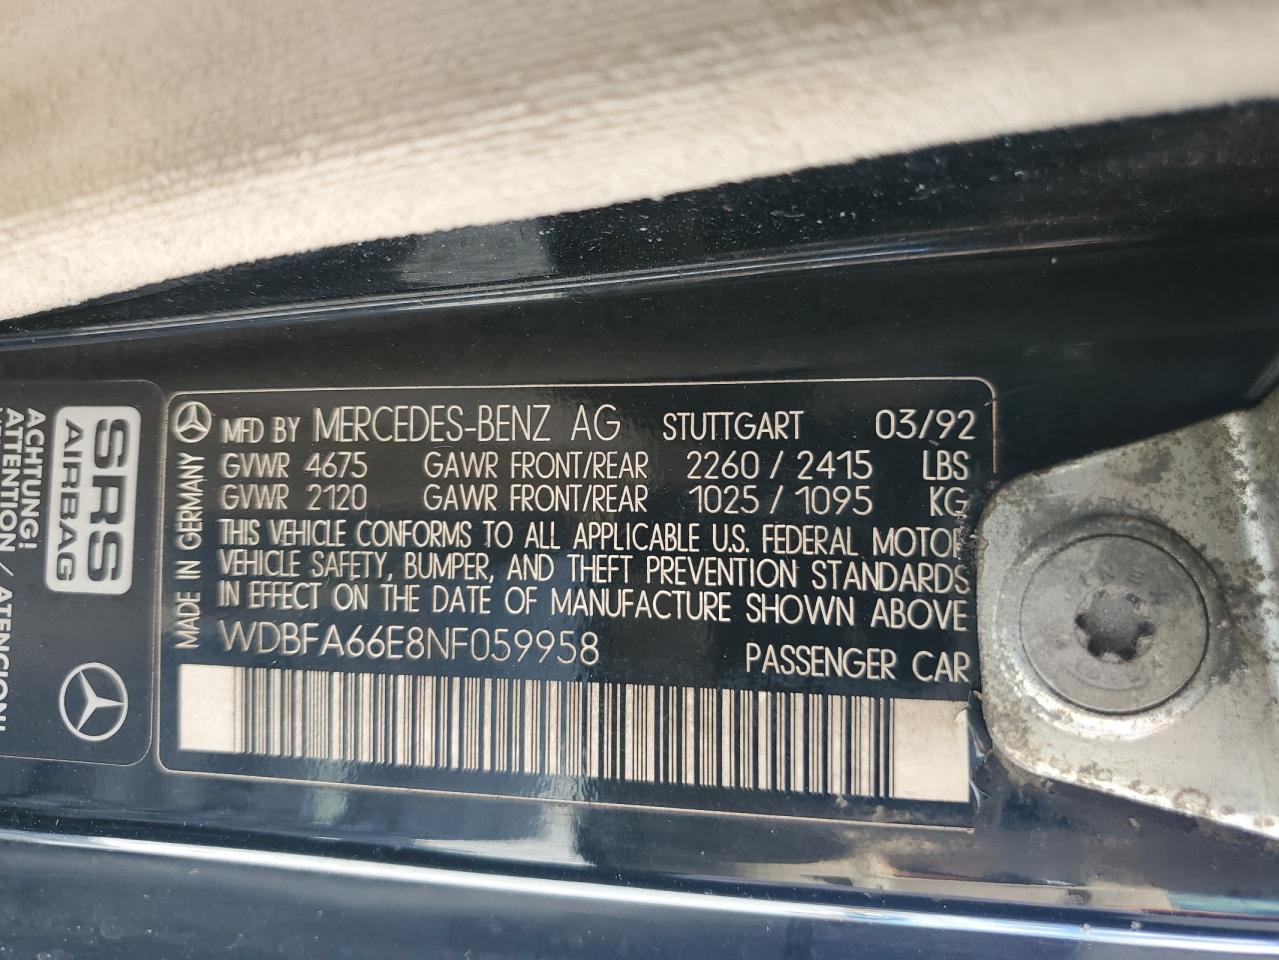 MFD BY MERCEDES-BENZ AG STUTTGART 03/92
GVWR 4675 GAWR FRONT/REAR 2260 / 2415 LBS
GVWR 2120 GAWR FRONT/REAR 1025 / 1095 KG
THIS VEHICLE CONFORMS TO ALL APPLICABLE U.S. FEDERAL MOTOR
VEHICLE SAFETY, BUMPER, AND THEFT PREVENTION STANDARDS
IN EFFECT ON THE DATE OF MANUFACTURE SHOWN ABOVE
WDBFA66E8NF059958 PASSENGER CAR
MADE IN GERMANY
SRS
AIRBAG
ACHTUNG!
ATTENTION / ATENCION!